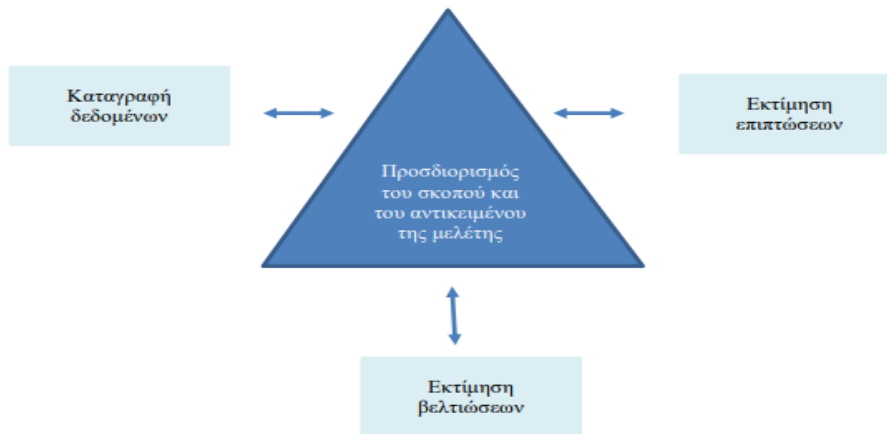 Καταγραφή
δεδομένων
Εκτίμηση
επιπτώσεων
Προσδιορισμός
του σκοπού και
του αντικειμένου
της μελέτης
Εκτίμηση
βελτιώσεων